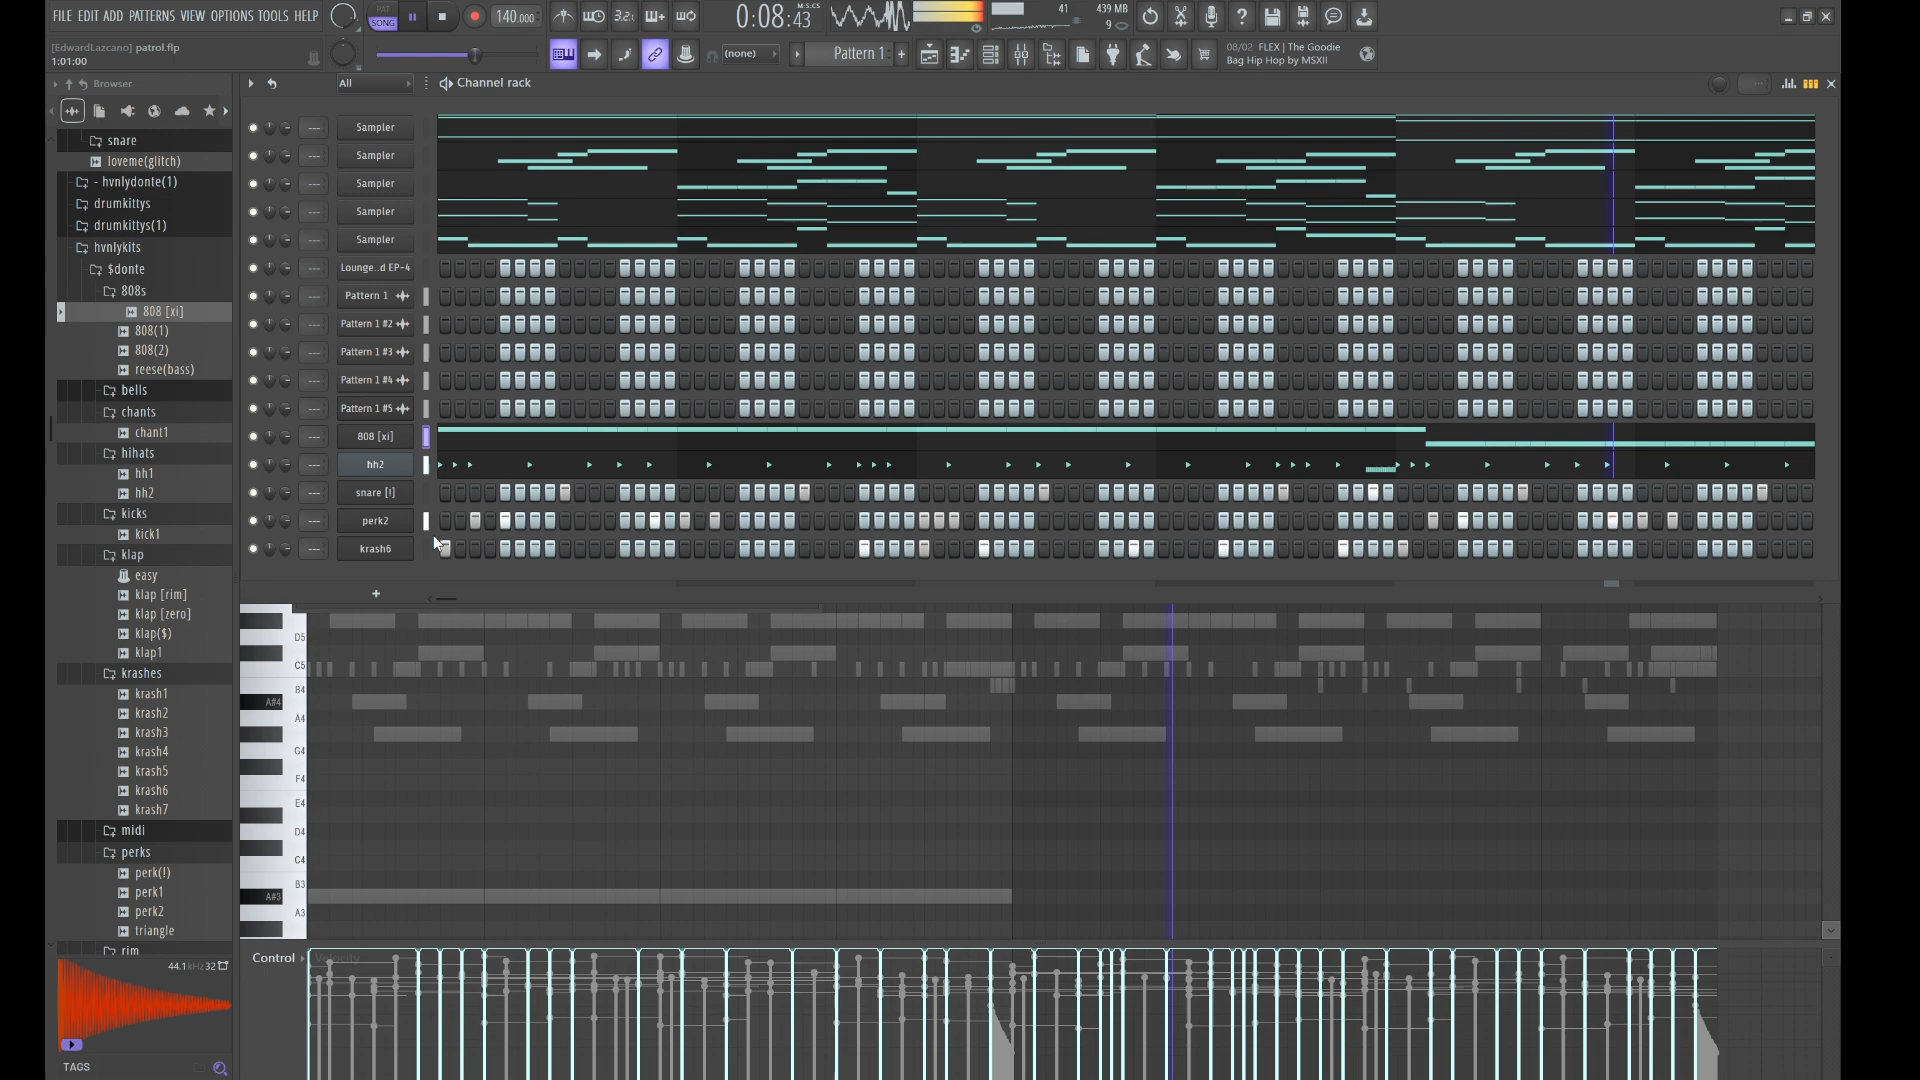 FILE EDIT ADD PATTERNS VIEW OPTIONS TOOLS HELP
PAT
SONG
140.000
3.2.
0:08:43
M:S:CS
41
439 MB
9
[EdwardLazcano] patrol.flp
1:01:00
(none)
Pattern 1
+
08/02 FLEX | The Goodie
Bag Hip Hop by MSXII
Browser
All
Channel rack
snare
loveme(glitch)
- hvnlydonte(1)
drumkittys
drumkittys(1)
hvnlykits
$donte
808s
808 [xi]
808(1)
808(2)
reese(bass)
bells
chants
chant1
hihats
hh1
hh2
kicks
kick1
klap
easy
klap [rim]
klap [zero]
klap($)
klap1
krashes
krash1
krash2
krash3
krash4
krash5
krash6
krash7
midi
perks
perk(!)
perk1
perk2
triangle
rim
44.1kHz 32
TAGS
Sampler
Sampler
Sampler
Sampler
Sampler
Lounge..d EP-4
Pattern 1
Pattern 1 #2
Pattern 1 #3
Pattern 1 #4
Pattern 1 #5
808 [xi]
hh2
snare [!]
perk2
krash6
+
D5
C5
B4
A#4
A4
G4
F4
E4
D4
C4
B3
A#3
A3
Control
Velocity